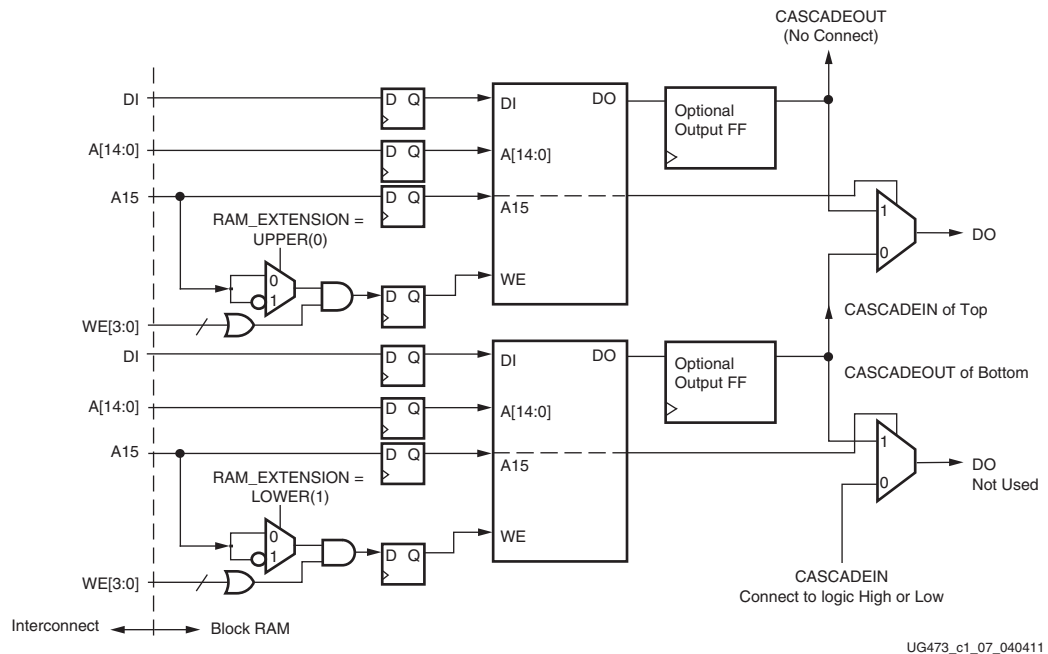 CASCADEOUT
(No Connect)
DI
D Q
DI
DO
Optional
Output FF
A[14:0]
D Q
A[14:0]
A15
D Q
A15
RAM_EXTENSION =
UPPER(0)
1
0
DO
0
1
D Q
WE
WE[3:0]
CASCADEIN of Top
DI
D Q
DI
DO
Optional
Output FF
CASCADEOUT of Bottom
A[14:0]
D Q
A[14:0]
A15
D Q
A15
RAM_EXTENSION =
LOWER(1)
1
0
DO
Not Used
0
1
D Q
WE
WE[3:0]
CASCADEIN
Connect to logic High or Low
Interconnect
Block RAM
UG473_c1_07_040411